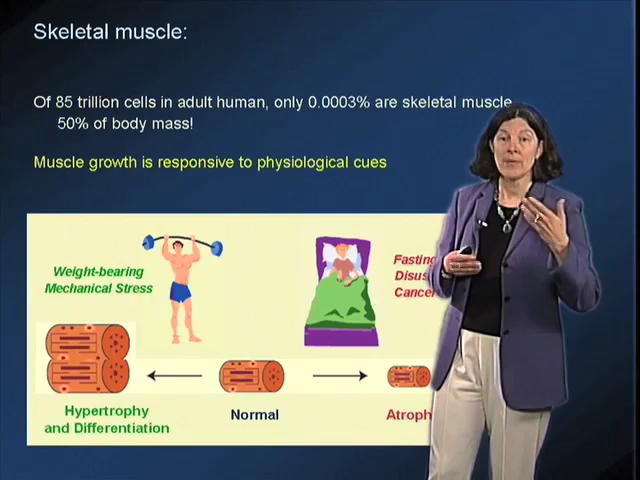 Skeletal muscle:
Of 85 trillion cells in adult human, only 0.0003% are skeletal muscle
50% of body mass!
Muscle growth is responsive to physiological cues
Weight-bearing
Mechanical Stress
Fasting
Disus
Cancer
Hypertrophy
and Differentiation
Normal
Atroph